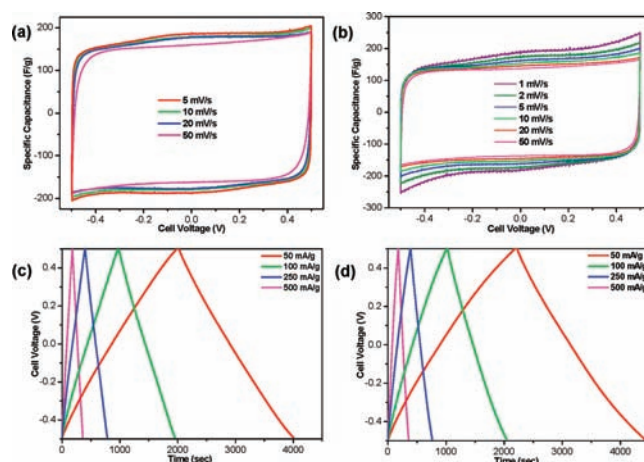 (a)
Specific Capacitance (F/g)
200
100
0
-100
-200
5 mV/s
10 mV/s
20 mV/s
50 mV/s
-0.4 -0.2 0.0 0.2 0.4
Cell Voltage (V)
(b)
Specific Capacitance (F/g)
300
200
100
0
-100
-200
-300
1 mV/s
2 mV/s
5 mV/s
10 mV/s
20 mV/s
50 mV/s
-0.4 -0.2 0.0 0.2 0.4
Cell Voltage (V)
(c)
Cell Voltage (V)
0.4
0.2
0.0
-0.2
-0.4
50 mA/g
100 mA/g
250 mA/g
500 mA/g
0 1000 2000 3000 4000
Time (sec)
(d)
Cell Voltage (V)
0.4
0.2
0.0
-0.2
-0.4
50 mA/g
100 mA/g
250 mA/g
500 mA/g
0 1000 2000 3000 4000
Time (sec)